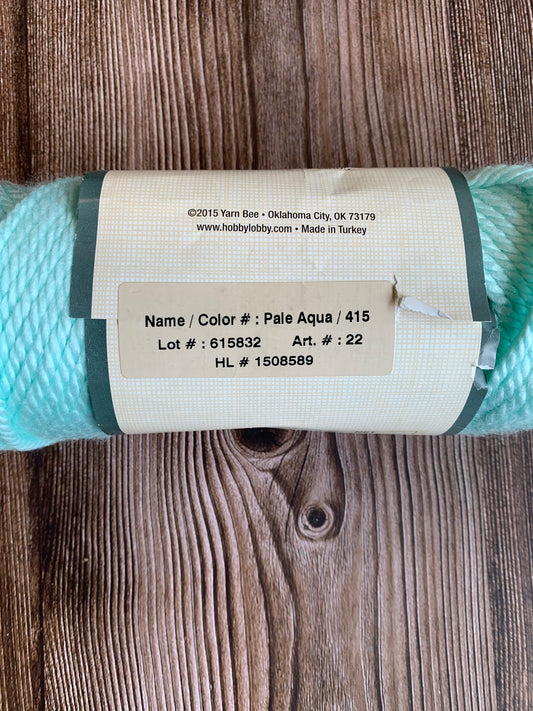 ©2015 Yarn Bee • Oklahoma City, OK 73179
www.hobbylobby.com • Made in Turkey
Name / Color # : Pale Aqua / 415
Lot # : 615832 Art. # : 22
HL # 1508589